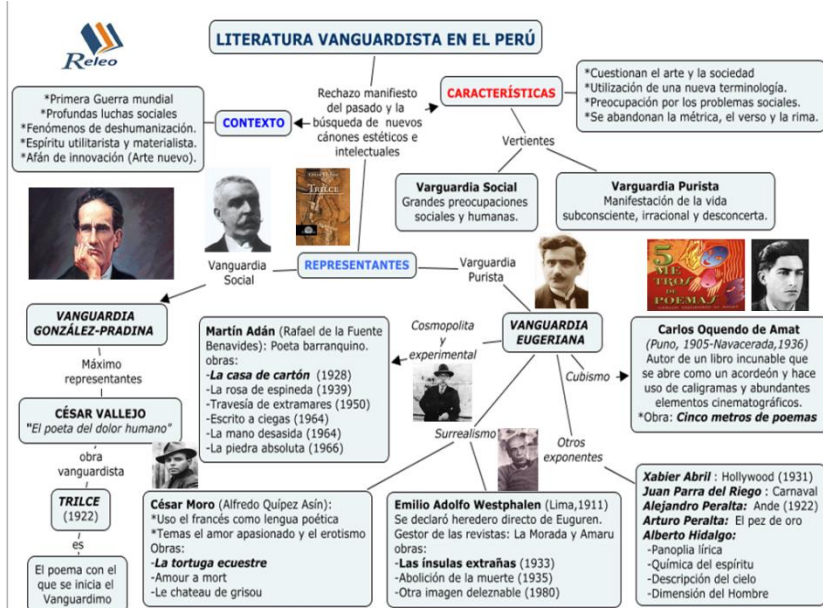 Releo
LITERATURA VANGUARDISTA EN EL PERÚ
*Primera Guerra mundial
*Profundas luchas sociales
*Fenómenos de deshumanización.
*Espíritu utilitarista y materialista.
*Afán de innovación (Arte nuevo).
CONTEXTO
Rechazo manifiesto
del pasado y la
búsqueda de nuevos
cánones estéticos e
intelectuales
CARACTERÍSTICAS
*Cuestionan el arte y la sociedad
*Utilización de una nueva terminología.
*Preocupación por los problemas sociales.
*Se abandonan la métrica, el verso y la rima.
Vertientes
Varguardia Social
Grandes preocupaciones
sociales y humanas.
Varguardia Purista
Manifestación de la vida
subconsciente, irracional y desconcerta.
TRILCE
REPRESENTANTES
Vanguardia
Social
Varguardia
Purista
5
METROS
DE
POEMAS
VANGUARDIA
GONZÁLEZ-PRADINA
Máximo
representantes
CÉSAR VALLEJO
"El poeta del dolor humano"
obra
vanguardista
TRILCE
(1922)
es
El poema con el
que se inicia el
Vanguardimo
Martín Adán (Rafael de la Fuente
Benavides): Poeta barranquino.
obras:
-La casa de cartón (1928)
-La rosa de espineda (1939)
-Travesía de extramares (1950)
-Escrito a ciegas (1964)
-La mano desasida (1964)
-La piedra absoluta (1966)
Cosmopolita
y
experimental
VANGUARDIA
EUGERIANA
Cubismo
Carlos Oquendo de Amat
(Puno, 1905-Navacerada,1936)
Autor de un libro incunable que
se abre como un acordeón y hace
uso de caligramas y abundantes
elementos cinematográficos.
*Obra: Cinco metros de poemas
Surrealismo
Otros
exponentes
César Moro (Alfredo Quípez Asín):
*Uso el francés como lengua poética
*Temas el amor apasionado y el erotismo
Obras:
-La tortuga ecuestre
-Amour a mort
-Le chateau de grisou
Emilio Adolfo Westphalen (Lima,1911)
Se declaró heredero directo de Euguren.
Gestor de las revistas: La Morada y Amaru
obras:
-Las ínsulas extrañas (1933)
-Abolición de la muerte (1935)
-Otra imagen deleznable (1980)
Xabier Abril : Hollywood (1931)
Juan Parra del Riego : Carnaval
Alejandro Peralta: Ande (1922)
Arturo Peralta: El pez de oro
Alberto Hidalgo:
-Panoplia lírica
-Química del espíritu
-Descripción del cielo
-Dimensión del Hombre